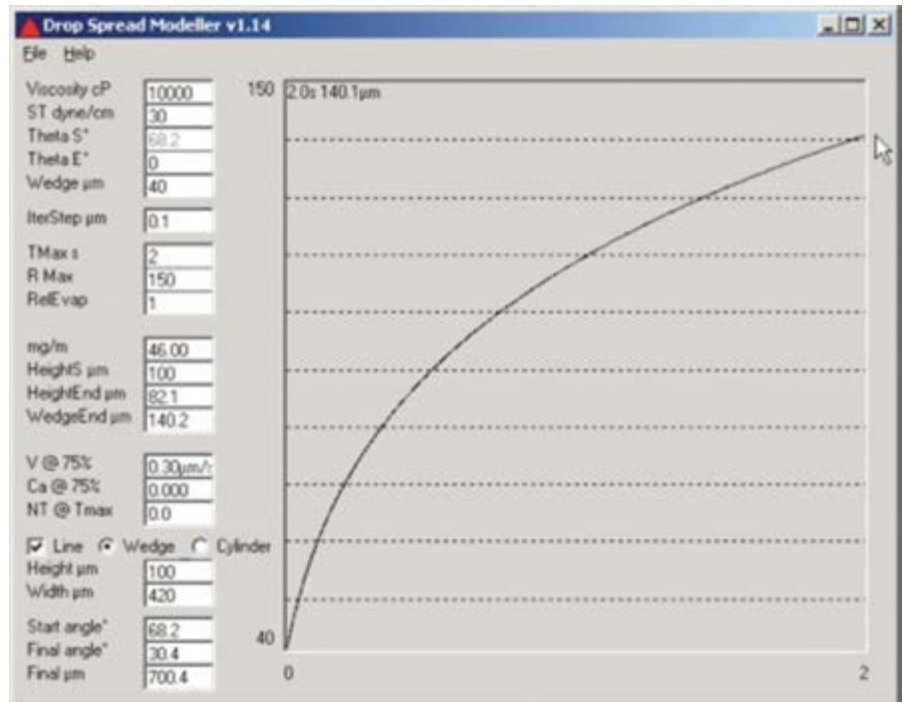 Drop Spread Modeller v1.14
File Help
Viscosity cP 10000
ST dyne/cm 30
Theta S° 68.2
Theta E° 0
Wedge µm 40
IterStep µm 0.1
TMax s 2
R Max 150
RelEvap 1
mg/m 46.00
HeightS µm 100
HeightEnd µm 82.1
WedgeEnd µm 140.2
V @ 75% 0.30µm/s
Ca @ 75% 0.000
NT @ Tmax 0.0
Line Wedge Cylinder
Height µm 100
Width µm 420
Start angle° 68.2
Final angle° 30.4
Final µm 700.4
150 2.0s 140.1µm
40
0 2